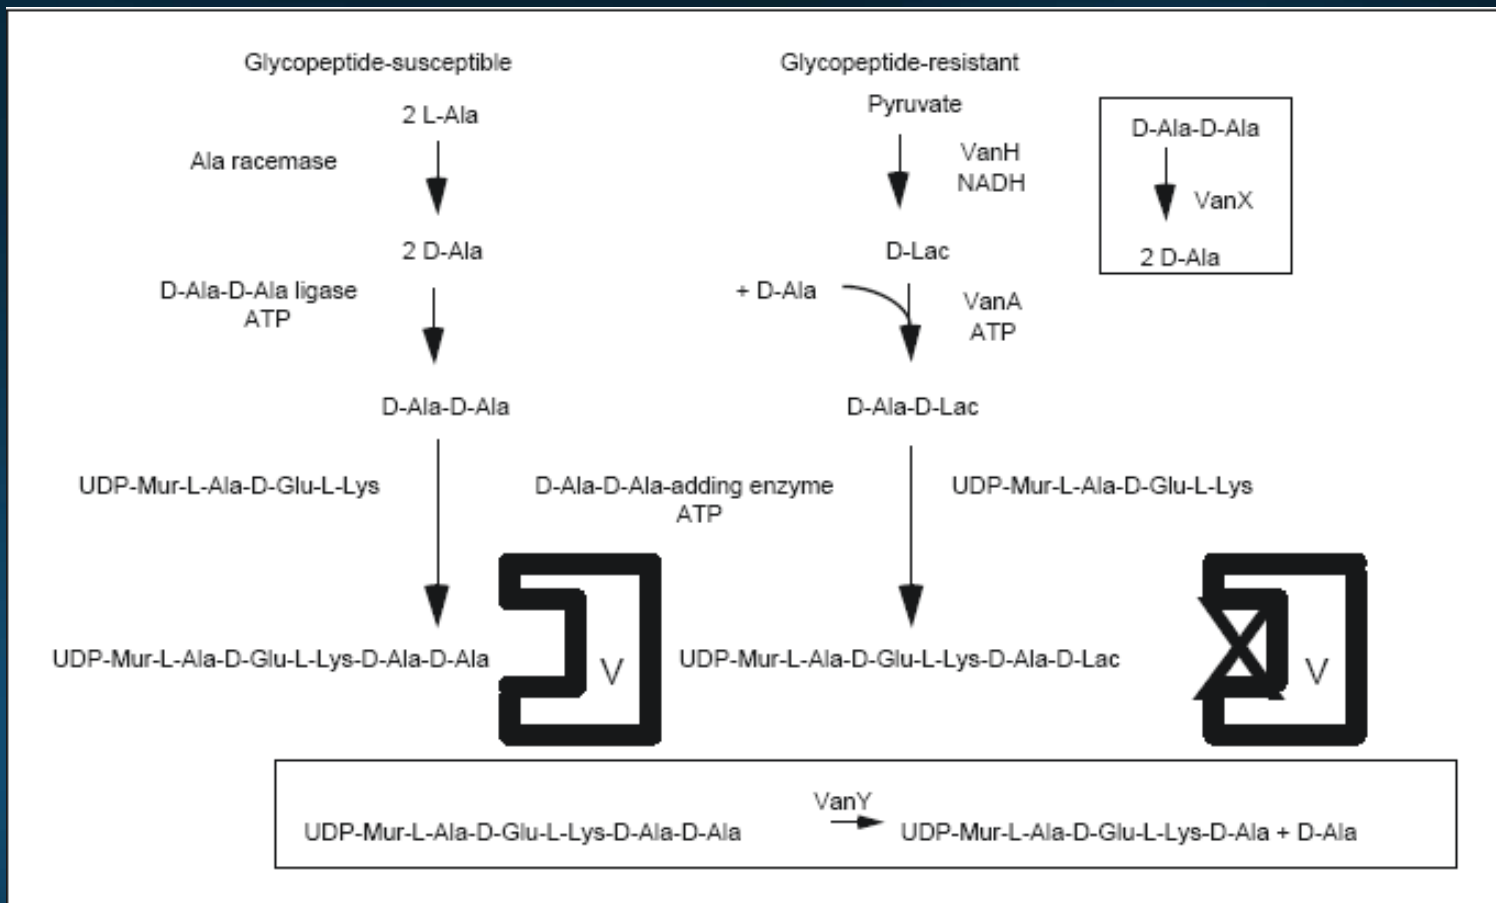 Glycopeptide-susceptible
2 L-Ala
Ala racemase
2 D-Ala
D-Ala-D-Ala ligase
ATP
D-Ala-D-Ala
UDP-Mur-L-Ala-D-Glu-L-Lys
UDP-Mur-L-Ala-D-Glu-L-Lys-D-Ala-D-Ala
V
D-Ala-D-Ala-adding enzyme
ATP
Glycopeptide-resistant
Pyruvate
VanH
NADH
D-Lac
+ D-Ala
VanA
ATP
D-Ala-D-Lac
UDP-Mur-L-Ala-D-Glu-L-Lys
UDP-Mur-L-Ala-D-Glu-L-Lys-D-Ala-D-Lac
V
D-Ala-D-Ala
VanX
2 D-Ala
VanY
UDP-Mur-L-Ala-D-Glu-L-Lys-D-Ala-D-Ala
UDP-Mur-L-Ala-D-Glu-L-Lys-D-Ala + D-Ala